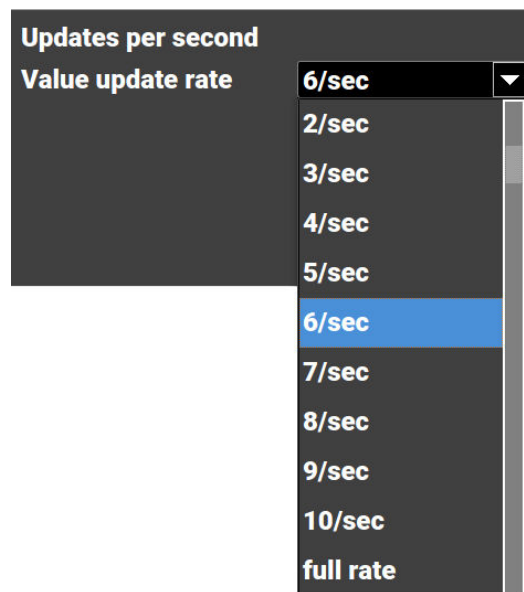 Updates per second
Value update rate 6/sec
2/sec
3/sec
4/sec
5/sec
6/sec
7/sec
8/sec
9/sec
10/sec
full rate